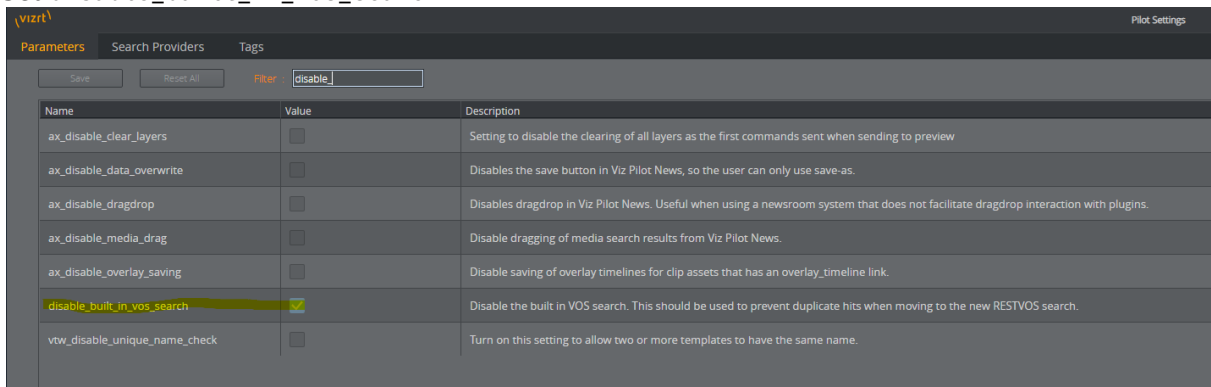 vizrt
Pilot Settings
Parameters Search Providers Tags
Save Reset All Filter : disable_
Name Value Description
ax_disable_clear_layers Setting to disable the clearing of all layers as the first commands sent when sending to preview
ax_disable_data_overwrite Disables the save button in Viz Pilot News, so the user can only use save-as.
ax_disable_dragdrop Disables dragdrop in Viz Pilot News. Useful when using a newsroom system that does not facilitate dragdrop interaction with plugins.
ax_disable_media_drag Disable dragging of media search results from Viz Pilot News.
ax_disable_overlay_saving Disable saving of overlay timelines for clip assets that has an overlay_timeline link.
disable_built_in_vos_search Disable the built in VOS search. This should be used to prevent duplicate hits when moving to the new RESTVOS search.
vtw_disable_unique_name_check Turn on this setting to allow two or more templates to have the same name.